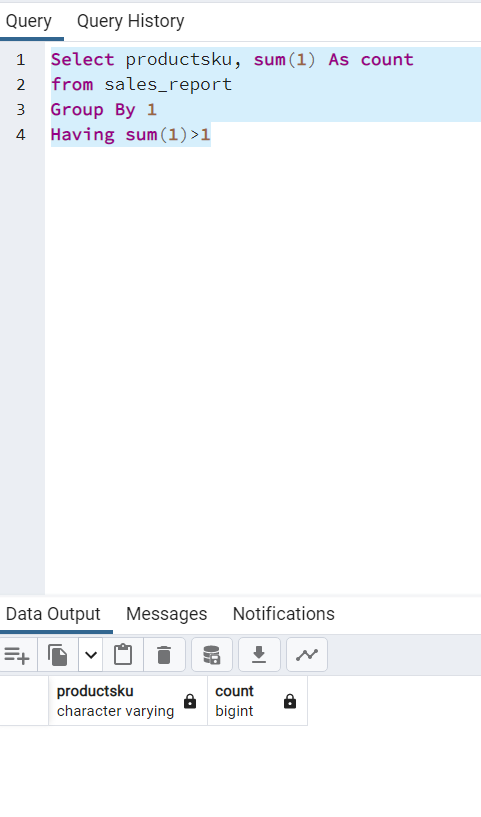 Query Query History
1 Select productsku, sum(1) As count
2 from sales_report
3 Group By 1
4 Having sum(1)>1
Data Output Messages Notifications
productsku count
character varying bigint